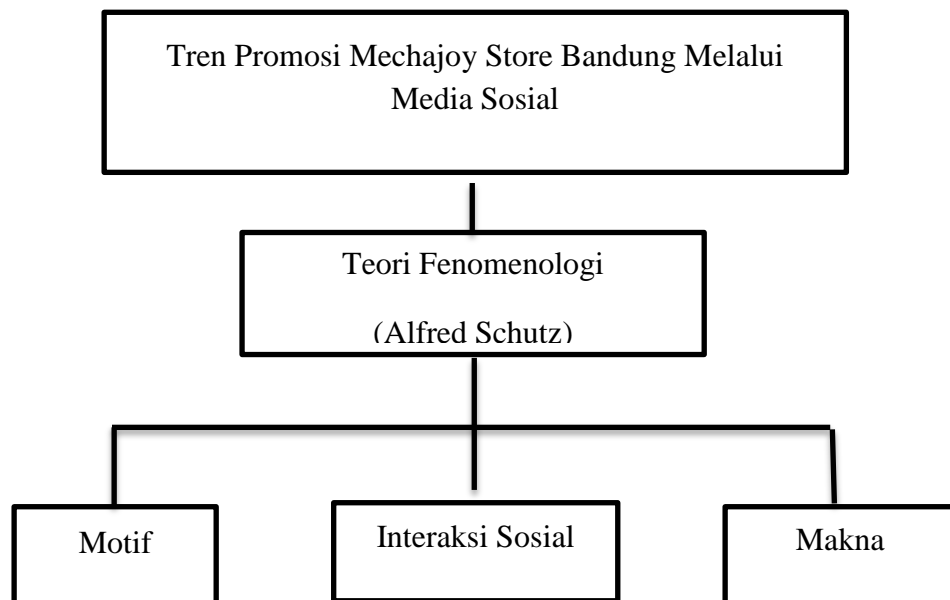 Tren Promosi Mechajoy Store Bandung Melalui
Media Sosial
Teori Fenomenologi
(Alfred Schutz)
Motif
Interaksi Sosial
Makna